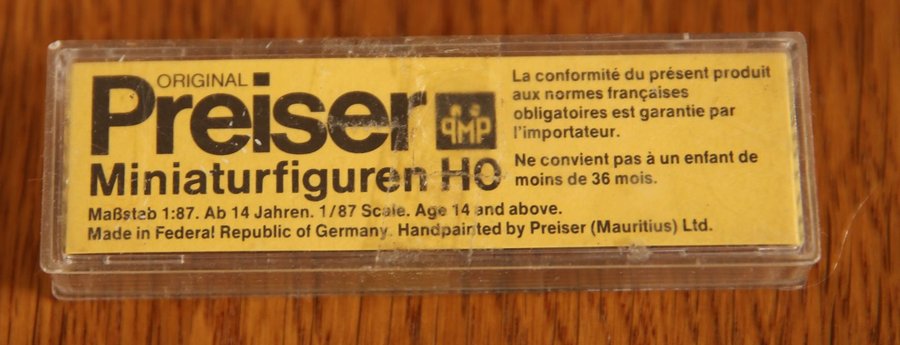 ORIGINAL
Preiser PMP
Miniaturfiguren HO
Maßstab 1:87. Ab 14 Jahren. 1/87 Scale. Age 14 and above.
Made in Federal Republic of Germany. Handpainted by Preiser (Mauritius) Ltd.
La conformité du présent produit
aux normes françaises
obligatoires est garantie par
l'importateur.
Ne convient pas à un enfant de
moins de 36 mois.